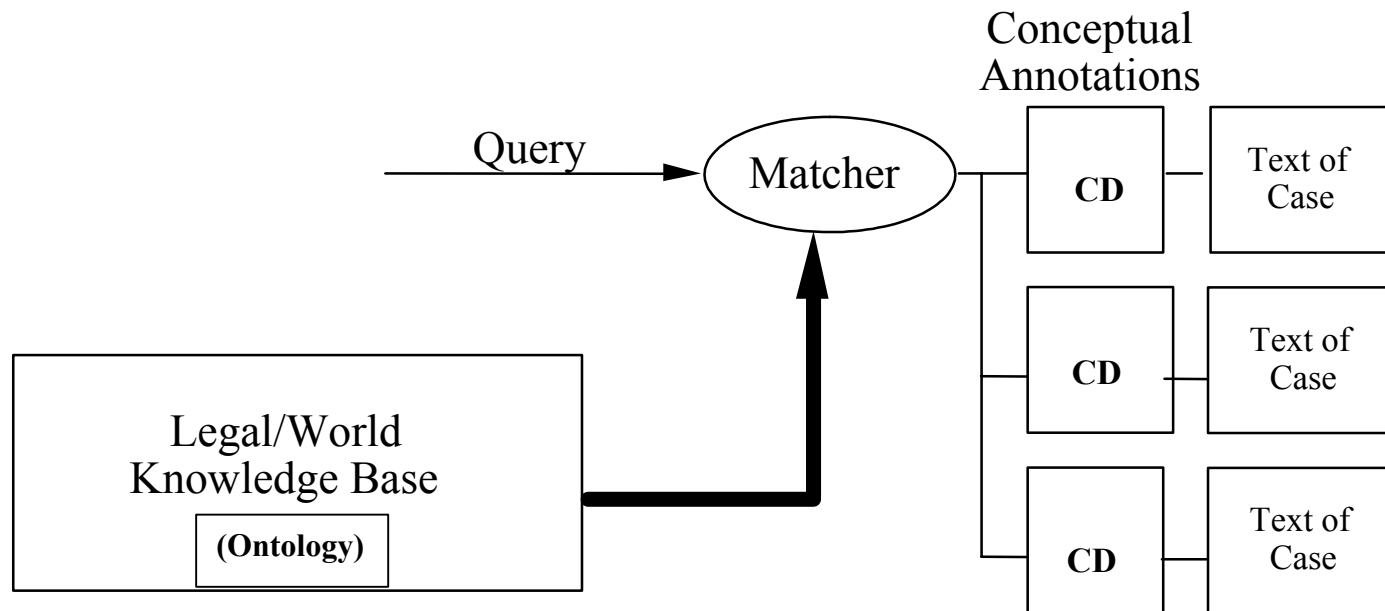 Conceptual
Annotations
Query
Matcher
CD
Text of
Case
CD
Text of
Case
Legal/World
Knowledge Base
(Ontology)
CD
Text of
Case